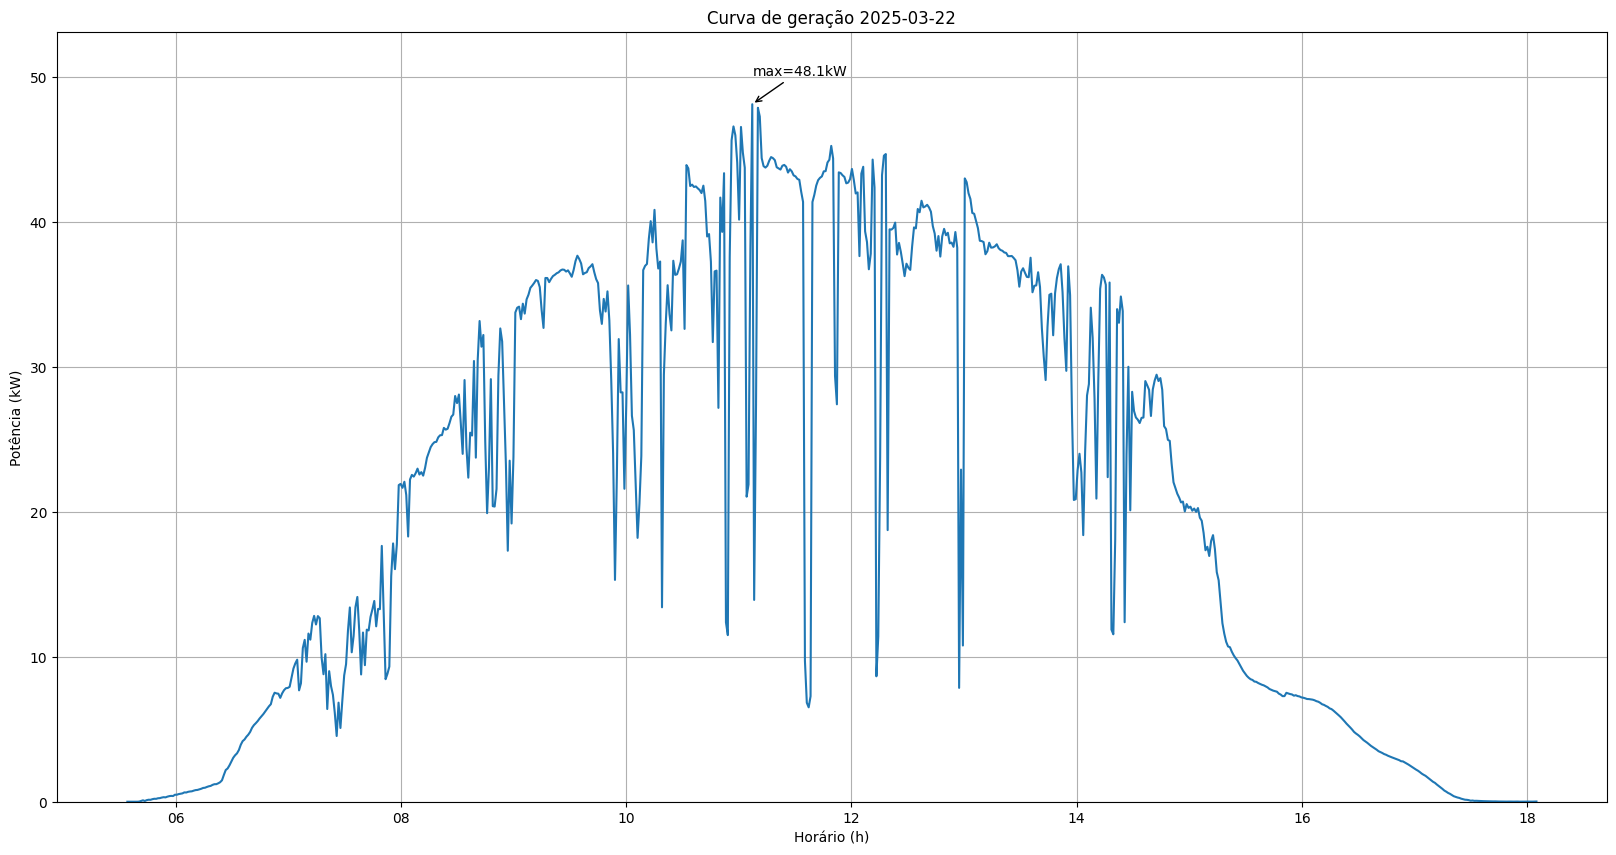 Curva de geração 2025-03-22
max=48.1kW
Potência (kW)
50
40
30
20
10
0
06 08 10 12 14 16 18
Horário (h)